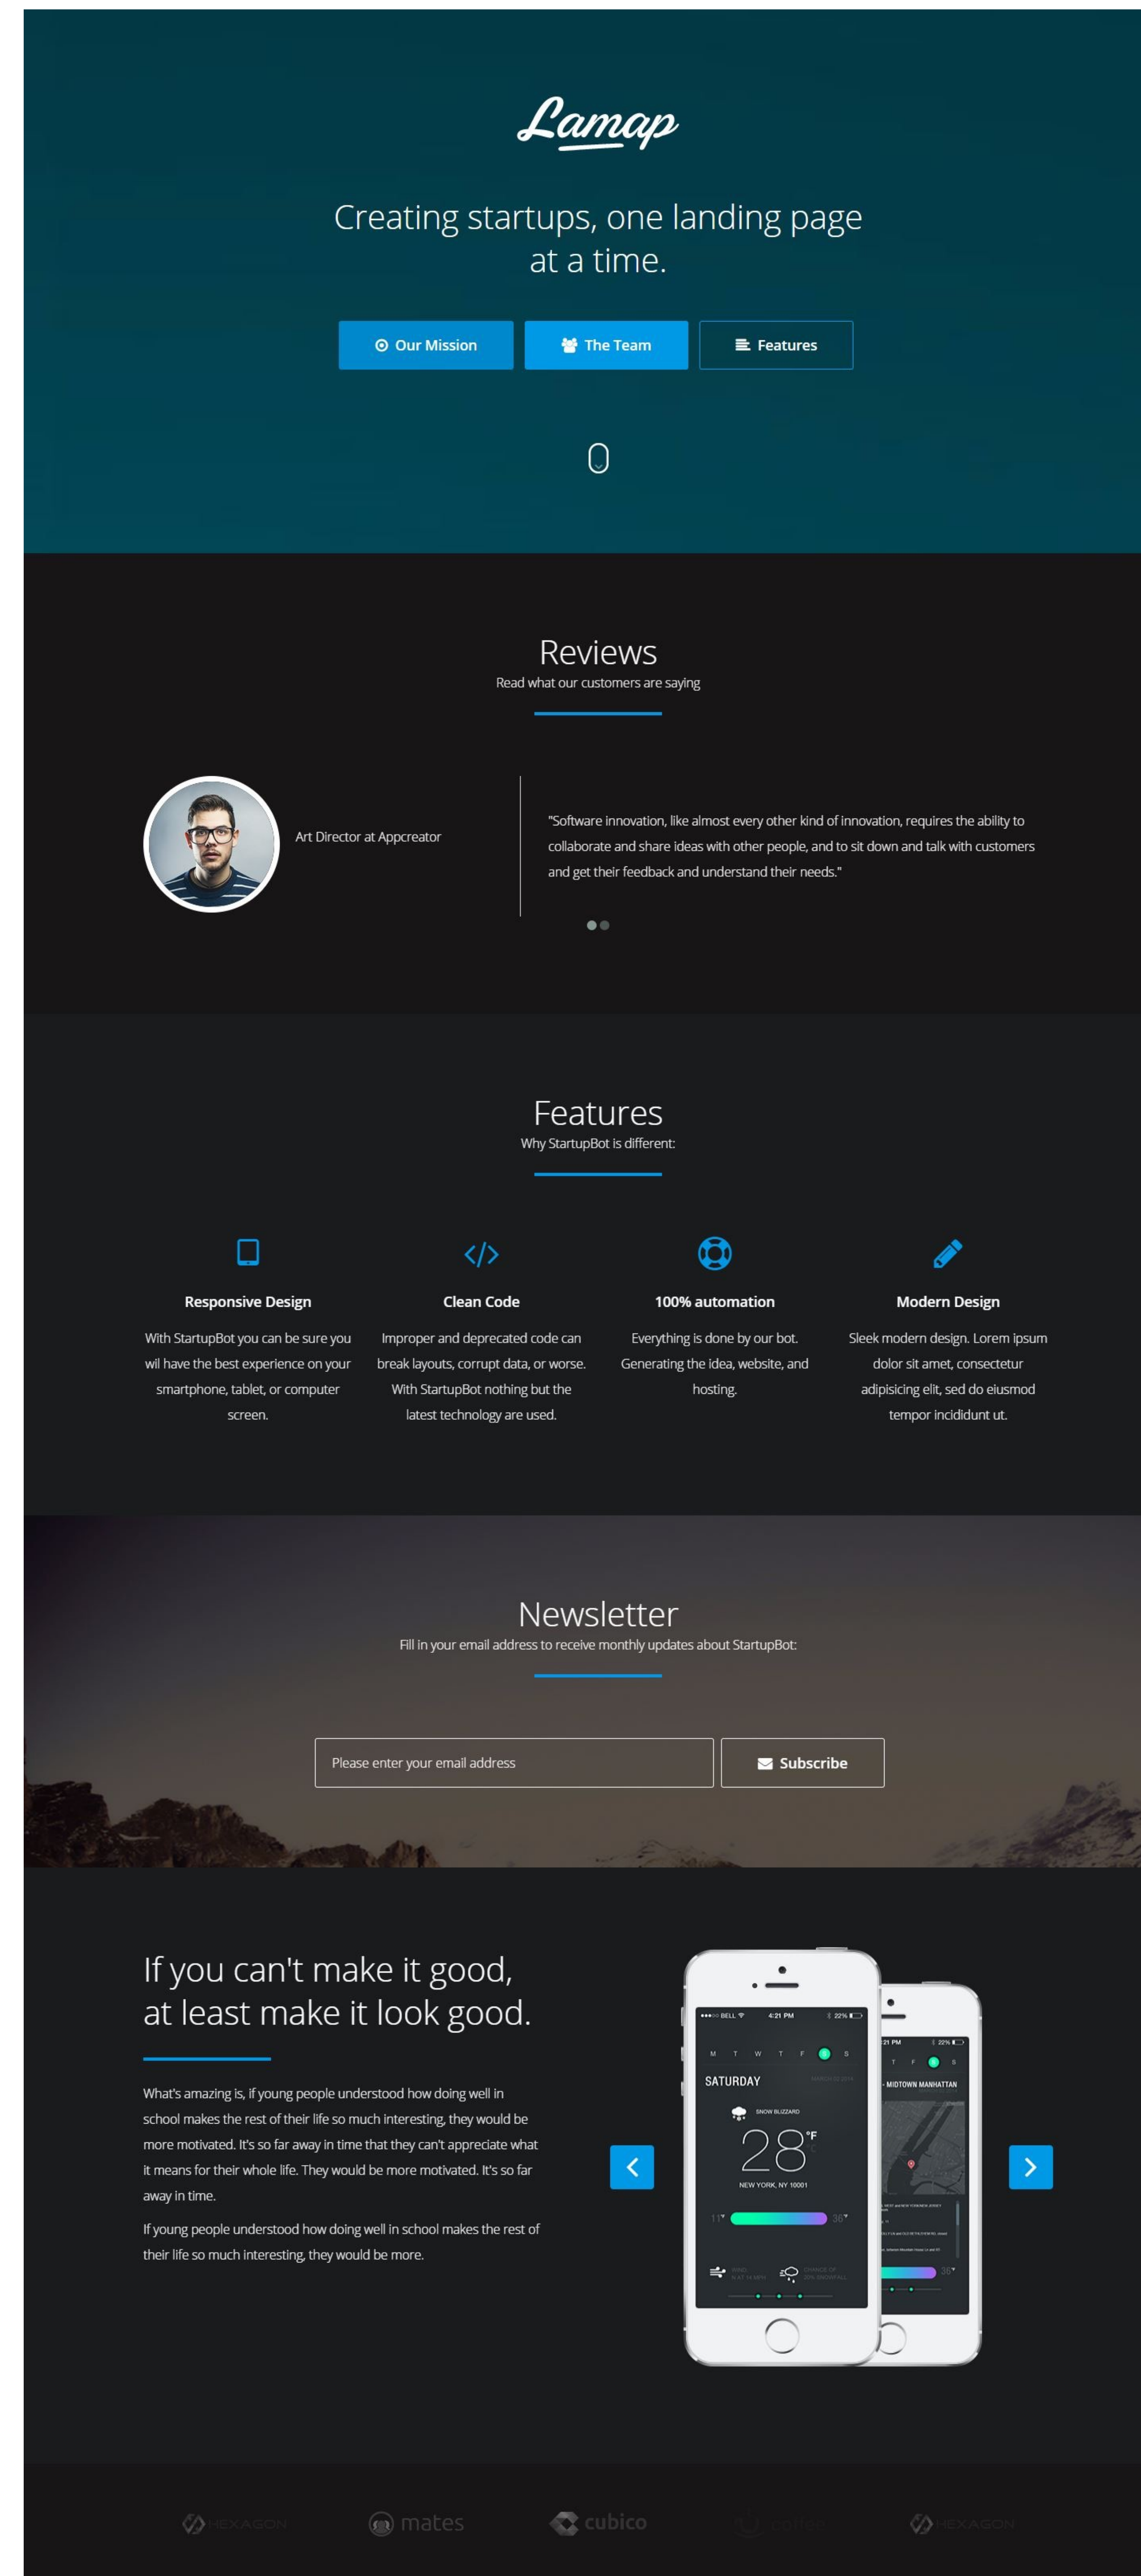 Lamap
Creating startups, one landing page
at a time.
Our Mission
The Team
Features
Reviews
Read what our customers are saying
Art Director at Appcreator
"Software innovation, like almost every other kind of innovation, requires the ability to
collaborate and share ideas with other people, and to sit down and talk with customers
and get their feedback and understand their needs."
Features
Why StartupBot is different:
Responsive Design
With StartupBot you can be sure you
wil have the best experience on your
smartphone, tablet, or computer
screen.
Clean Code
Improper and deprecated code can
break layouts, corrupt data, or worse.
With StartupBot nothing but the
latest technology are used.
100% automation
Everything is done by our bot.
Generating the idea, website, and
hosting.
Modern Design
Sleek modern design. Lorem ipsum
dolor sit amet, consectetur
adipisicing elit, sed do eiusmod
tempor incididunt ut.
Newsletter
Fill in your email address to receive monthly updates about StartupBot:
Please enter your email address
Subscribe
If you can't make it good,
at least make it look good.
What's amazing is, if young people understood how doing well in
school makes the rest of their life so much interesting, they would be
more motivated. It's so far away in time that they can't appreciate what
it means for their whole life. They would be more motivated. It's so far
away in time.
If young people understood how doing well in school makes the rest of
their life so much interesting, they would be more.
BELL 4:21 PM 22%
M T W T F S S
SATURDAY
SNOW BLIZZARD
28°F
C
NEW YORK, NY 10001
11° 36°
21 PM 22%
T F S S
- MIDTOWN MANHATTAN
36°
HEXAGON
mates
cubico
HEXAGON